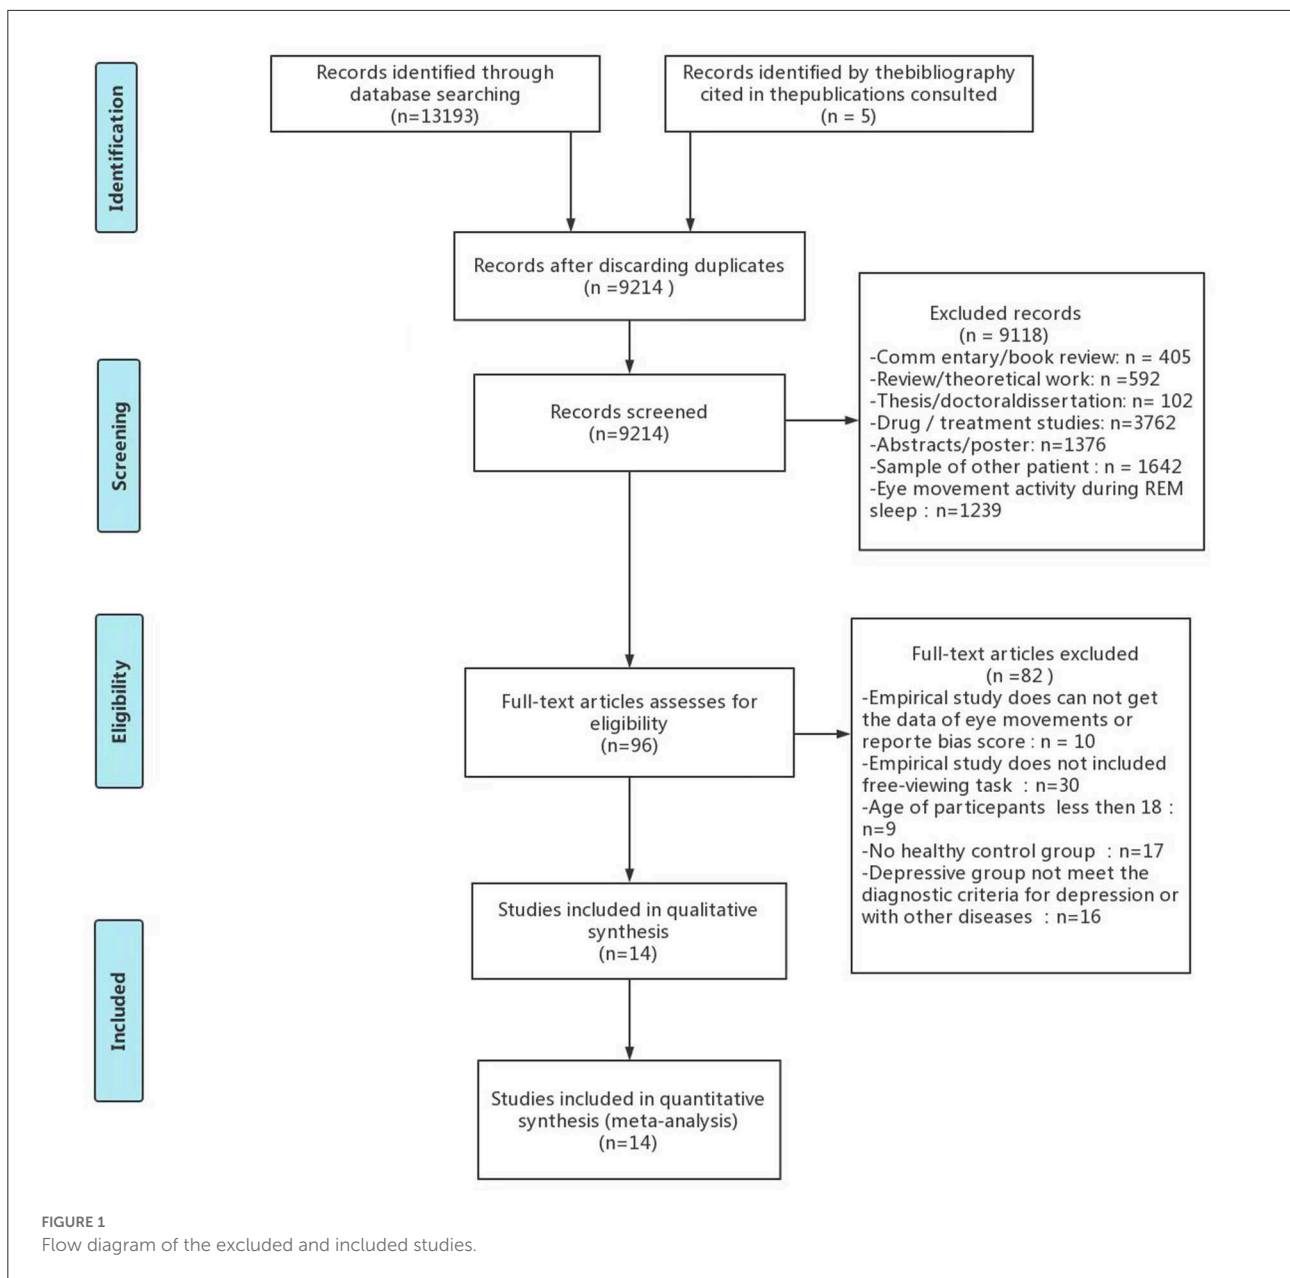 Identification
Records identified through
database searching
(n=13193)
Records identified by thebibliography
cited in thepublications consulted
(n = 5)
Records after discarding duplicates
(n =9214 )
Screening
Records screened
(n=9214)
Excluded records
(n = 9118)
-Comm entary/book review: n = 405
-Review/theoretical work: n =592
-Thesis/doctoraldissertation: n= 102
-Drug / treatment studies: n=3762
-Abstracts/poster: n=1376
-Sample of other patient : n = 1642
-Eye movement activity during REM
sleep : n=1239
Eligibility
Full-text articles assesses for
eligibility
(n=96)
Full-text articles excluded
(n =82 )
-Empirical study does can not get
the data of eye movements or
reporte bias score : n = 10
-Empirical study does not included
free-viewing task : n=30
-Age of particepants less then 18 :
n=9
-No healthy control group : n=17
-Depressive group not meet the
diagnostic criteria for depression or
with other diseases : n=16
Included
Studies included in qualitative
synthesis
(n=14)
Studies included in quantitative
synthesis (meta-analysis)
(n=14)
FIGURE 1
Flow diagram of the excluded and included studies.